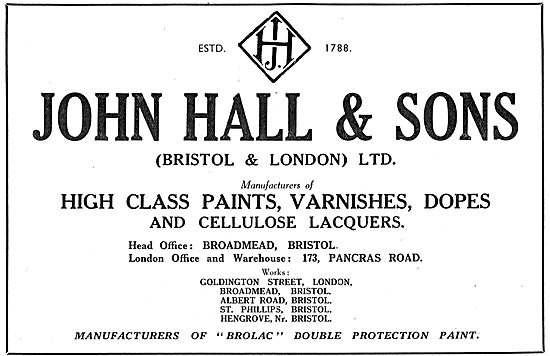 ESTD. JH 1788.
JOHN HALL & SONS
(BRISTOL & LONDON) LTD.
Manufacturers of
HIGH CLASS PAINTS, VARNISHES, DOPES
AND CELLULOSE LACQUERS.
Head Office: BROADMEAD, BRISTOL.
London Office and Warehouse: 173, PANCRAS ROAD.
Works:
GOLDINGTON STREET, LONDON,
BROADMEAD, BRISTOL.
ALBERT ROAD, BRISTOL.
ST. PHILLIPS, BRISTOL.
HENGROVE, Nr. BRISTOL.
MANUFACTURERS OF "BROLAC" DOUBLE PROTECTION PAINT.